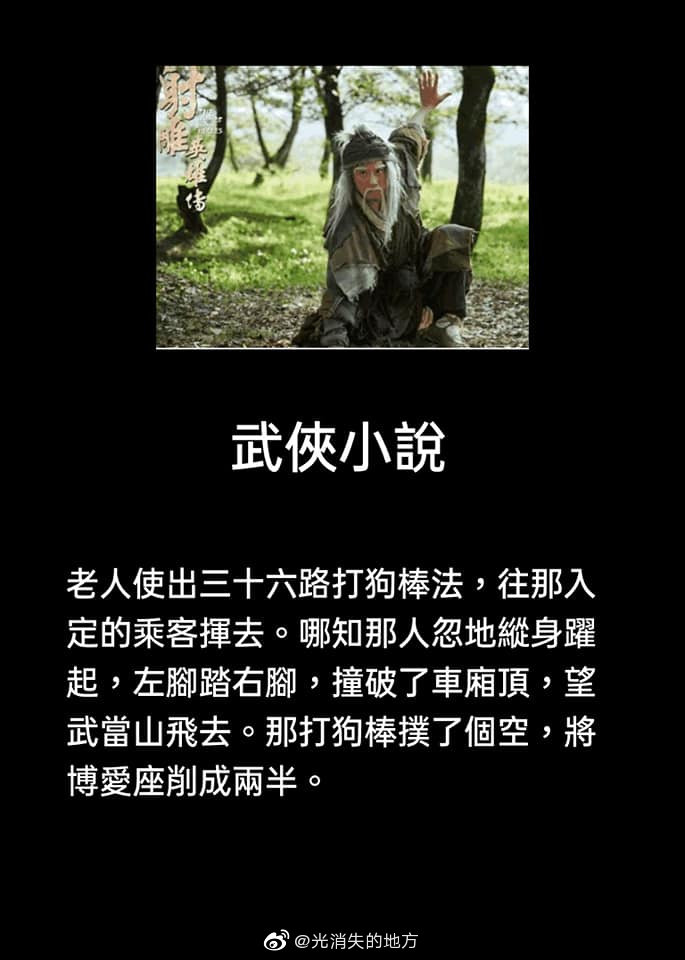 射雕
英雄傳
武俠小說
老人使出三十六路打狗棒法，往那入
定的乘客揮去。哪知那人忽地縱身躍
起，左腳踏右腳，撞破了車廂頂，望
武當山飛去。那打狗棒撲了個空，將
博愛座削成兩半。
@光消失的地方